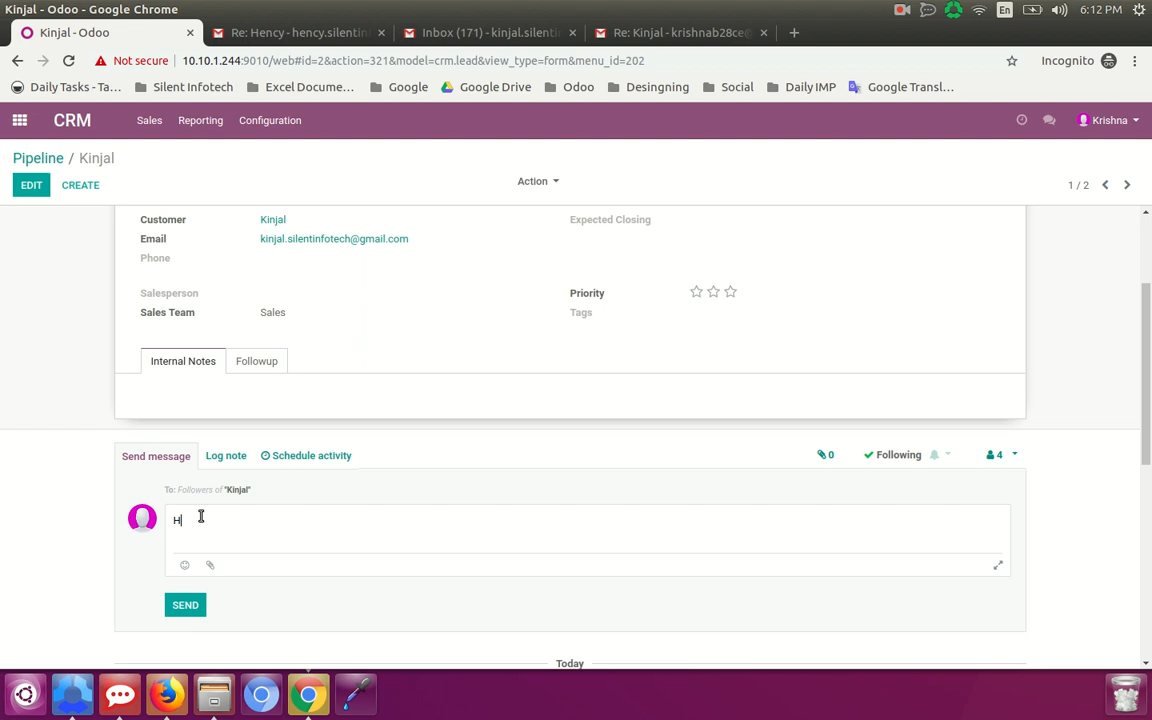 Kinjal - Odoo - Google Chrome
En
6:12 PM
Kinjal - Odoo
Re: Hency - hency.silentin
Inbox (171) - kinjal.silenti
Re: Kinjal - krishnab28ce@
Not secure
10.10.1.244:9010/web#id=2&action=321&model=crm.lead&view_type=form&menu_id=322
Incognito
Daily Tasks - Ta...
Silent Infotech
Excel Docume...
Google
Google Drive
Odoo
Desingning
Social
Daily IMP
Google Transl...
CRM
Sales
Reporting
Configuration
Krishna
Pipeline / Kinjal
EDIT
CREATE
Action
1 / 2
Customer
Kinjal
Expected Closing
Email
kinjal.silentinfotech@gmail.com
Phone
Salesperson
Priority
Sales Team
Sales
Tags
Internal Notes
Followup
Send message
Log note
Schedule activity
0
Following
4
To: Followers of "Kinjal"
H
SEND
Today